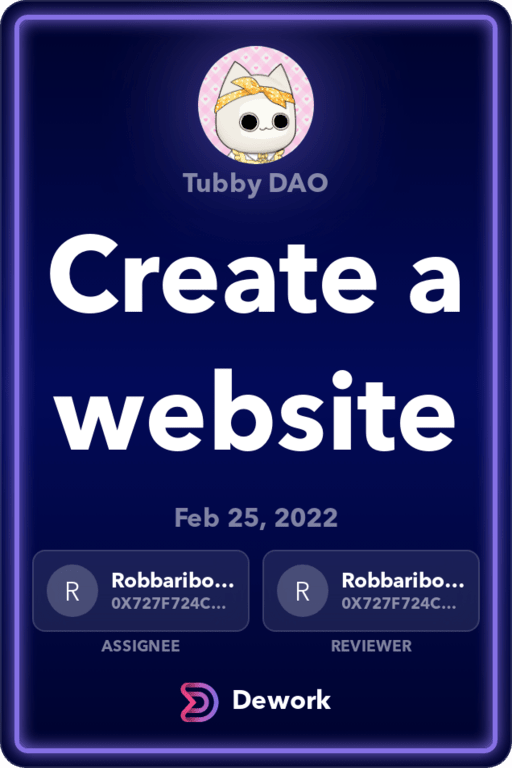 Tubby DAO
Create a
website
Feb 25, 2022
R Robbaribo... 0X727F724C...
R Robbaribo... 0X727F724C...
ASSIGNEE REVIEWER
Dework